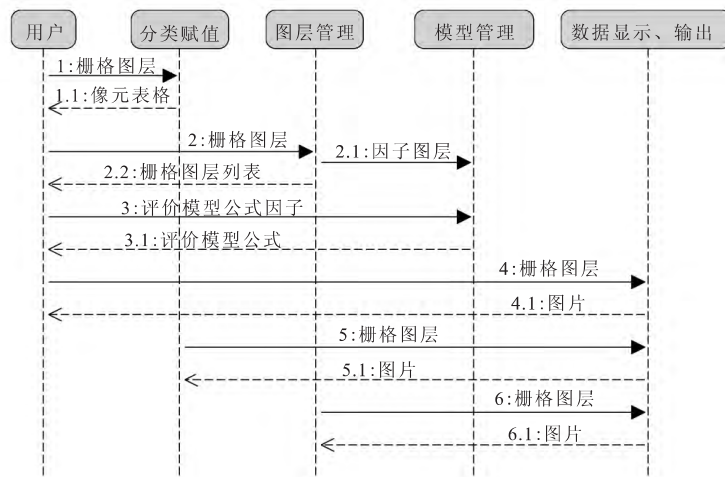 用户
分类赋值
图层管理
模型管理
数据显示、输出
1:栅格图层
1.1:像元表格
2:栅格图层
2.1:因子图层
2.2:栅格图层列表
3:评价模型公式因子
3.1:评价模型公式
4:栅格图层
4.1:图片
5:栅格图层
5.1:图片
6:栅格图层
6.1:图片